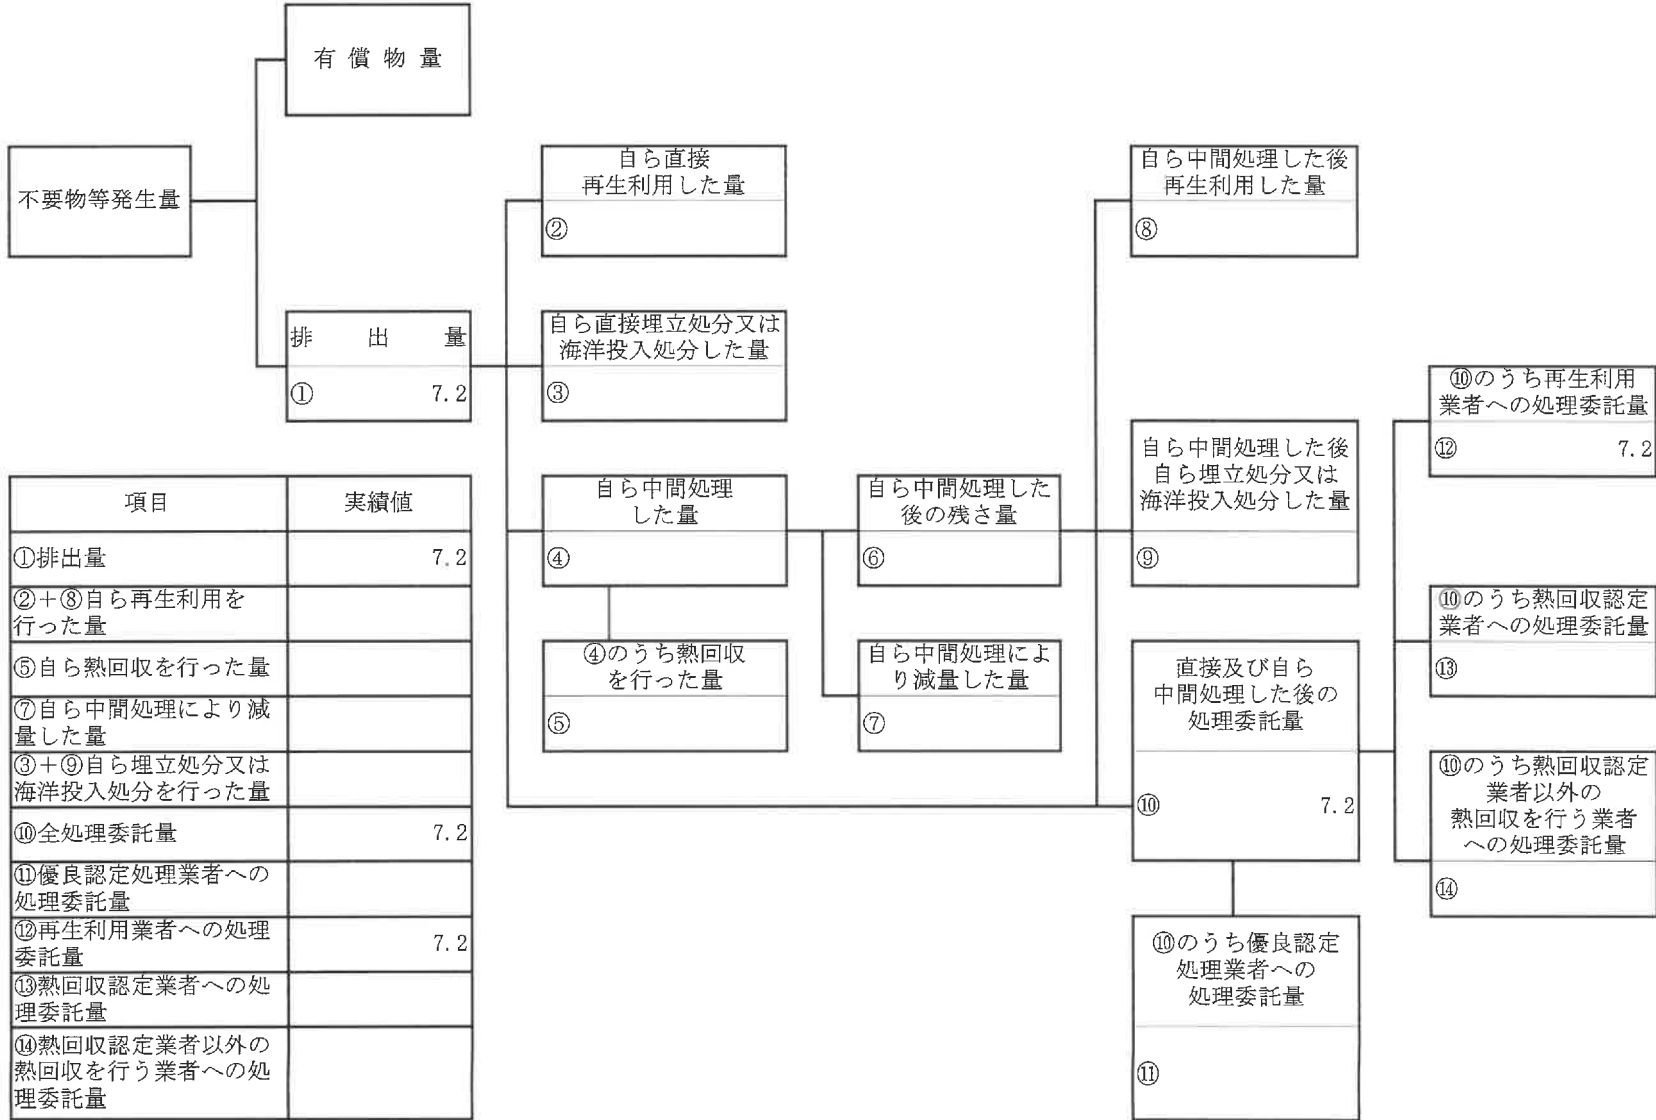 有償物量
不要物等発生量
排出量
① 7.2
自ら直接
再生利用した量
②
自ら直接埋立処分又は
海洋投入処分した量
③
自ら中間処理
した量
④
④のうち熱回収
を行った量
⑤
自ら中間処理した
後の残さ量
⑥
自ら中間処理によ
り減量した量
⑦
自ら中間処理した後
再生利用した量
⑧
自ら中間処理した後
自ら埋立処分又は
海洋投入処分した量
⑨
直接及び自ら
中間処理した後の
処理委託量
⑩ 7.2
⑩のうち優良認定
処理業者への
処理委託量
⑪
⑩のうち再生利用
業者への処理委託量
⑫ 7.2
⑩のうち熱回収認定
業者への処理委託量
⑬
⑩のうち熱回収認定
業者以外の
熱回収を行う業者
への処理委託量
⑭
項目 実績値
①排出量 7.2
②+⑧自ら再生利用を
行った量
⑤自ら熱回収を行った量
⑦自ら中間処理により減
量した量
③+⑨自ら埋立処分又は
海洋投入処分を行った量
⑩全処理委託量 7.2
⑪優良認定処理業者への
処理委託量
⑫再生利用業者への処理
委託量 7.2
⑬熱回収認定業者への処
理委託量
⑭熱回収認定業者以外の
熱回収を行う業者への処
理委託量